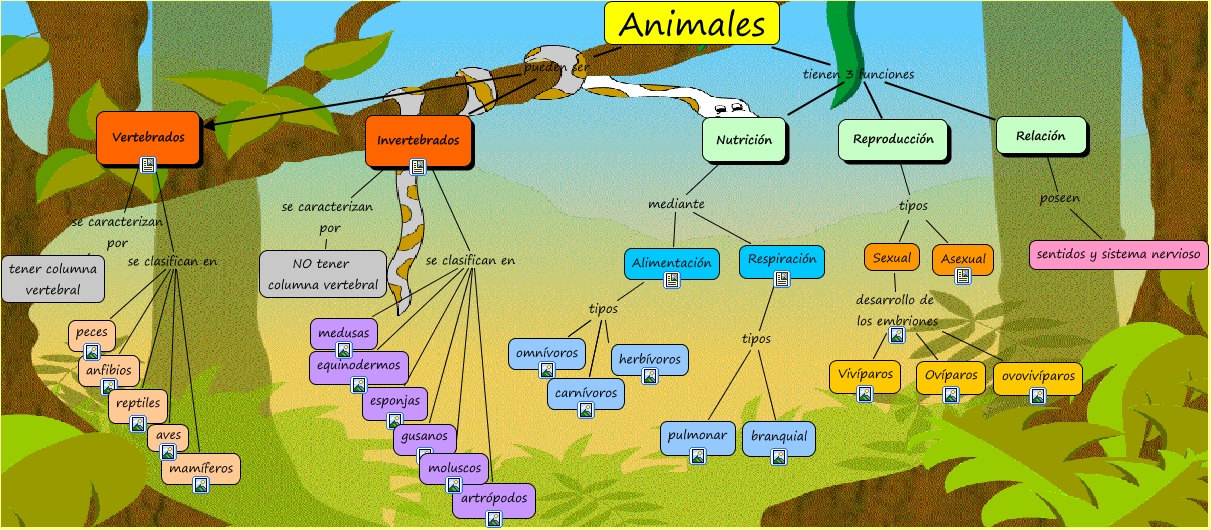 Animales
pueden ser
tienen 3 funciones
Vertebrados
Invertebrados
Nutrición
Reproducción
Relación
se caracterizan
por
tener columna
vertebral
se clasifican en
peces
anfibios
reptiles
aves
mamíferos
se caracterizan
por
NO tener
columna vertebral
se clasifican en
medusas
equinodermos
esponjas
gusanos
moluscos
artrópodos
mediante
Alimentación
Respiración
tipos
omnívoros
herbívoros
carnívoros
tipos
pulmonar
branquial
tipos
Sexual
Asexual
desarrollo de
los embriones
Vivíparos
Ovíparos
ovovivíparos
poseen
sentidos y sistema nervioso